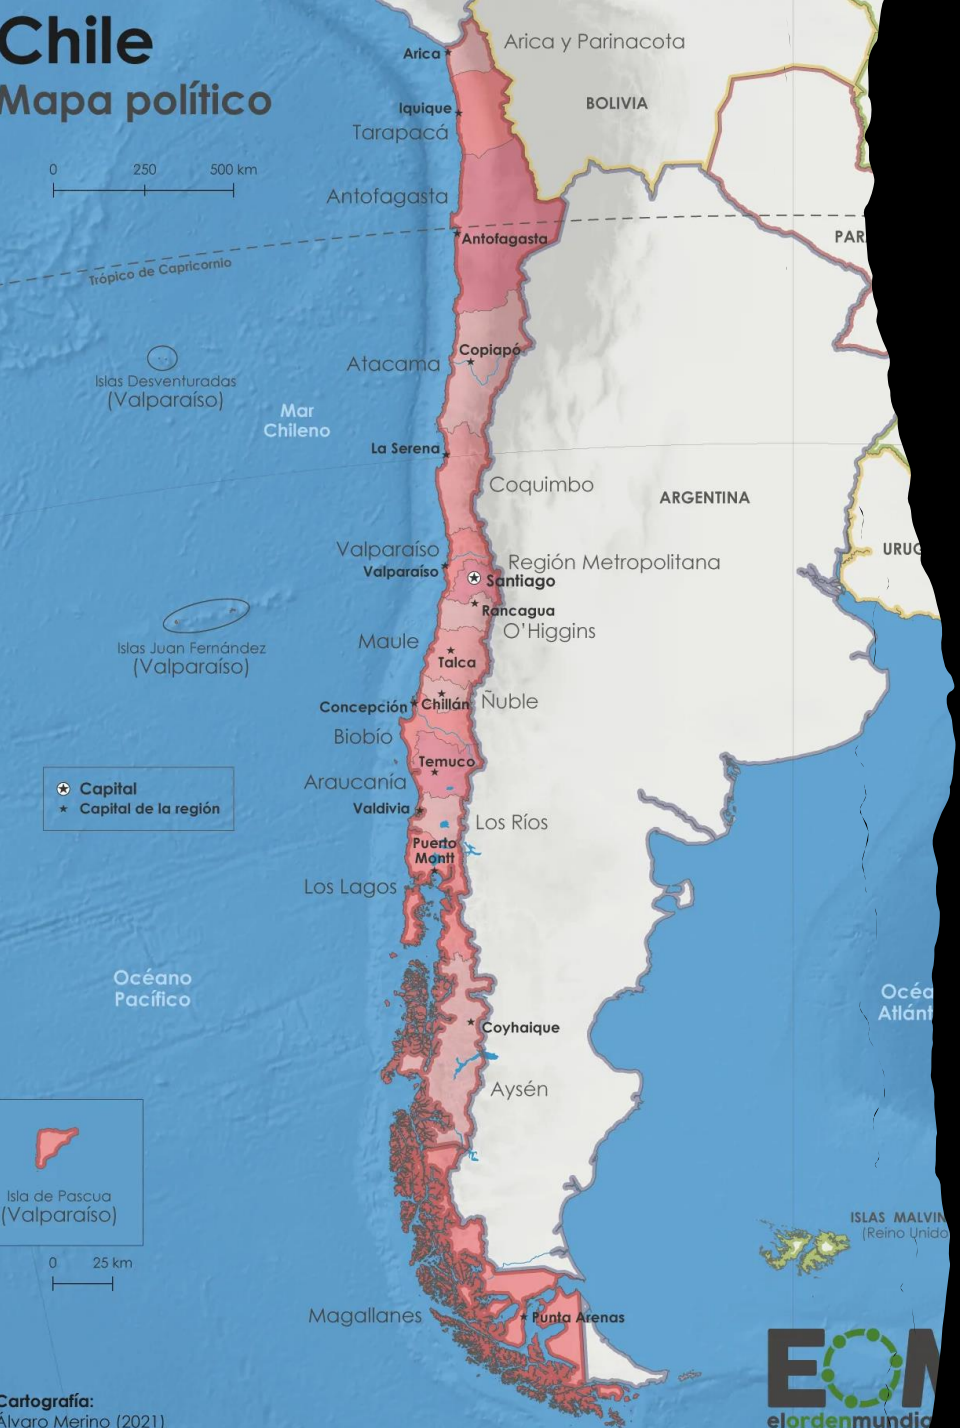 Chile
Mapa político
0 250 500 km
Arica
Arica y Parinacota
BOLIVIA
Iquique
Tarapacá
Antofagasta
Antofagasta
Trópico de Capricornio
Copiapó
Atacama
Islas Desventuradas
(Valparaíso)
Mar
Chileno
La Serena
Coquimbo
ARGENTINA
Valparaíso
Valparaíso
Región Metropolitana
Santiago
Rancagua
O'Higgins
Islas Juan Fernández
(Valparaíso)
Maule
Talca
Concepción
Chillán
Ñuble
Biobío
Temuco
Araucanía
Capital
Capital de la región
Valdivia
Los Ríos
Puerto
Montt
Los Lagos
Océano
Pacífico
Coyhaique
Aysén
Isla de Pascua
(Valparaíso)
0 25 km
ISLAS
(Reino Unido
Magallanes
Punta Arenas
Cartografía:
Álvaro Merino (2021)